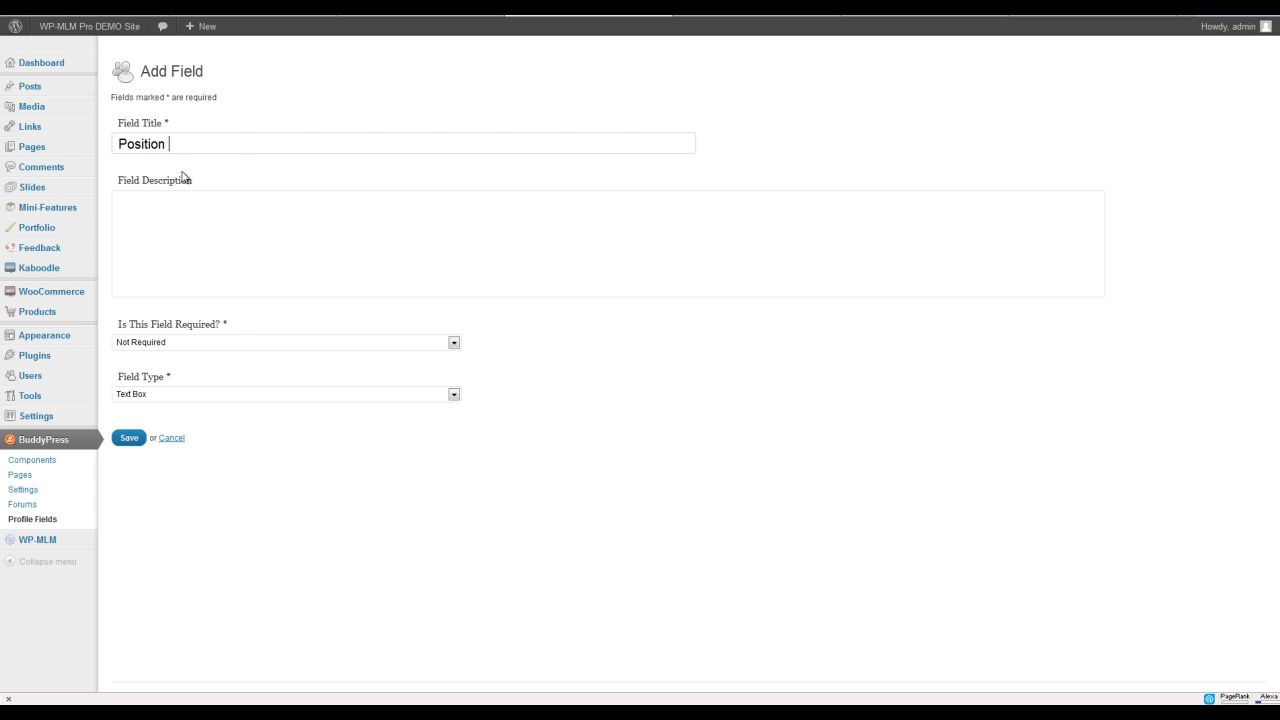 WP-MLM Pro DEMO Site
New
Howdy, admin
Dashboard
Posts
Media
Links
Pages
Comments
Slides
Mini-Features
Portfolio
Feedback
Kaboodle
WooCommerce
Products
Appearance
Plugins
Users
Tools
Settings
BuddyPress
Components
Pages
Settings
Forums
Profile Fields
WP-MLM
Collapse menu
Add Field
Fields marked * are required
Field Title *
Position
Field Description
Is This Field Required? *
Not Required
Field Type *
Text Box
Save or Cancel
PageRank
Alexa